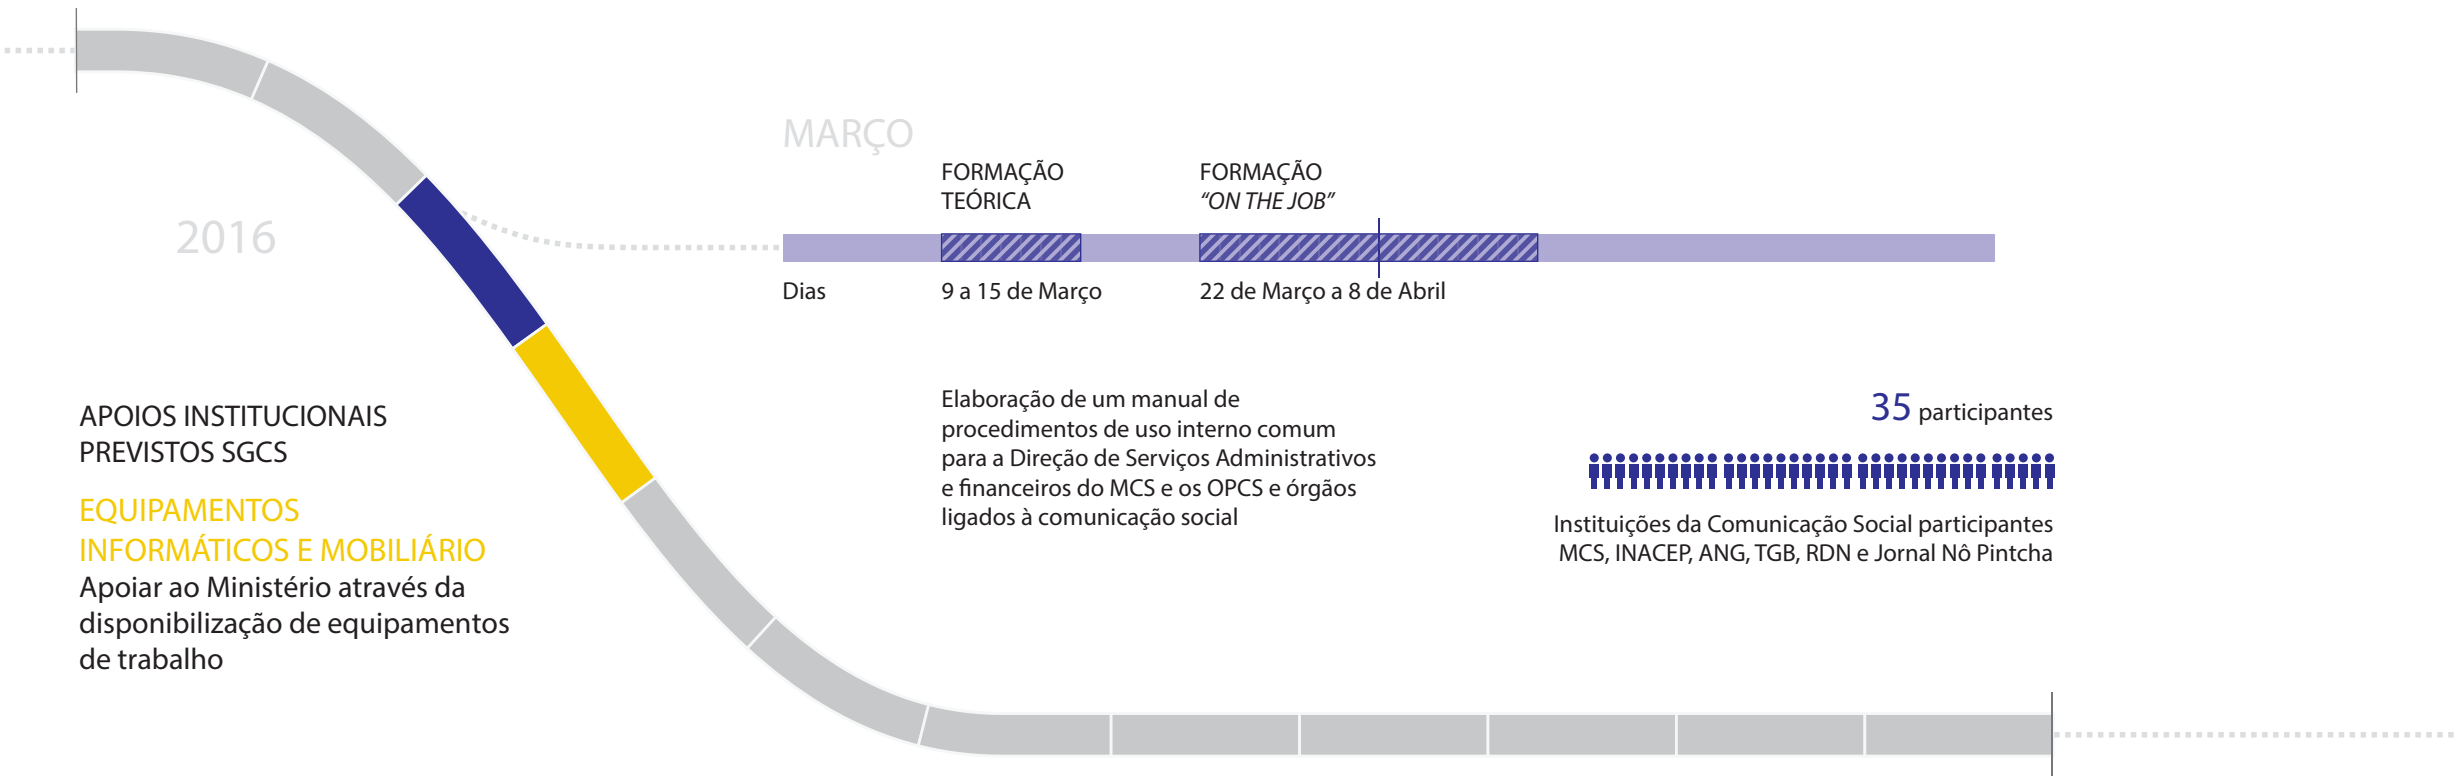 2016
APOIOS INSTITUCIONAIS
PREVISTOS SGCS
EQUIPAMENTOS
INFORMÁTICOS E MOBILIÁRIO
Apoiar ao Ministério através da
disponibilização de equipamentos
de trabalho
MARÇO
FORMAÇÃO
TEÓRICA
FORMAÇÃO
“ON THE JOB”
Dias
9 a 15 de Março
22 de Março a 8 de Abril
Elaboração de um manual de
procedimentos de uso interno comum
para a Direção de Serviços Administrativos
e financeiros do MCS e os OPCS e órgãos
ligados à comunicação social
35 participantes
Instituições da Comunicação Social participantes
MCS, INACEP, ANG, TGB, RDN e Jornal Nô Pintcha